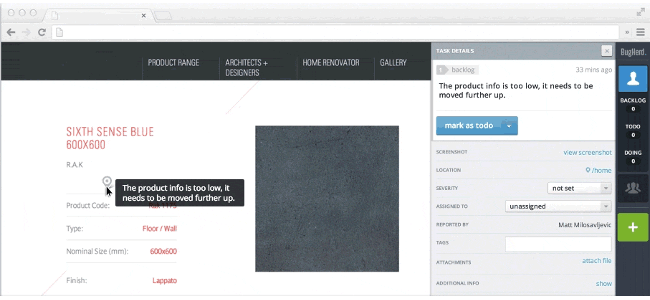 PRODUCT RANGE
ARCHITECTS +
DESIGNERS
HOME RENOVATOR
GALLERY
SIXTH SENSE BLUE
600X600
R.A.K
The product info is too low, it
needs to be moved further up.
Product Code:
Type:
Floor / Wall
Nominal Size (mm):
600x600
Finish:
Lappato
TASK DETAILS
x
1
backlog
33 mins ago
The product info is too low, it needs to be
moved further up.
mark as todo
SCREENSHOT
view screenshot
LOCATION
/home
SEVERITY
not set
ASSIGNED TO
unassigned
REPORTED BY
Matt Milosavljevic
TAGS
ATTACHMENTS
attach file
ADDITIONAL INFO
show
BugHerd.
BACKLOG
0
TODO
0
DOING
0